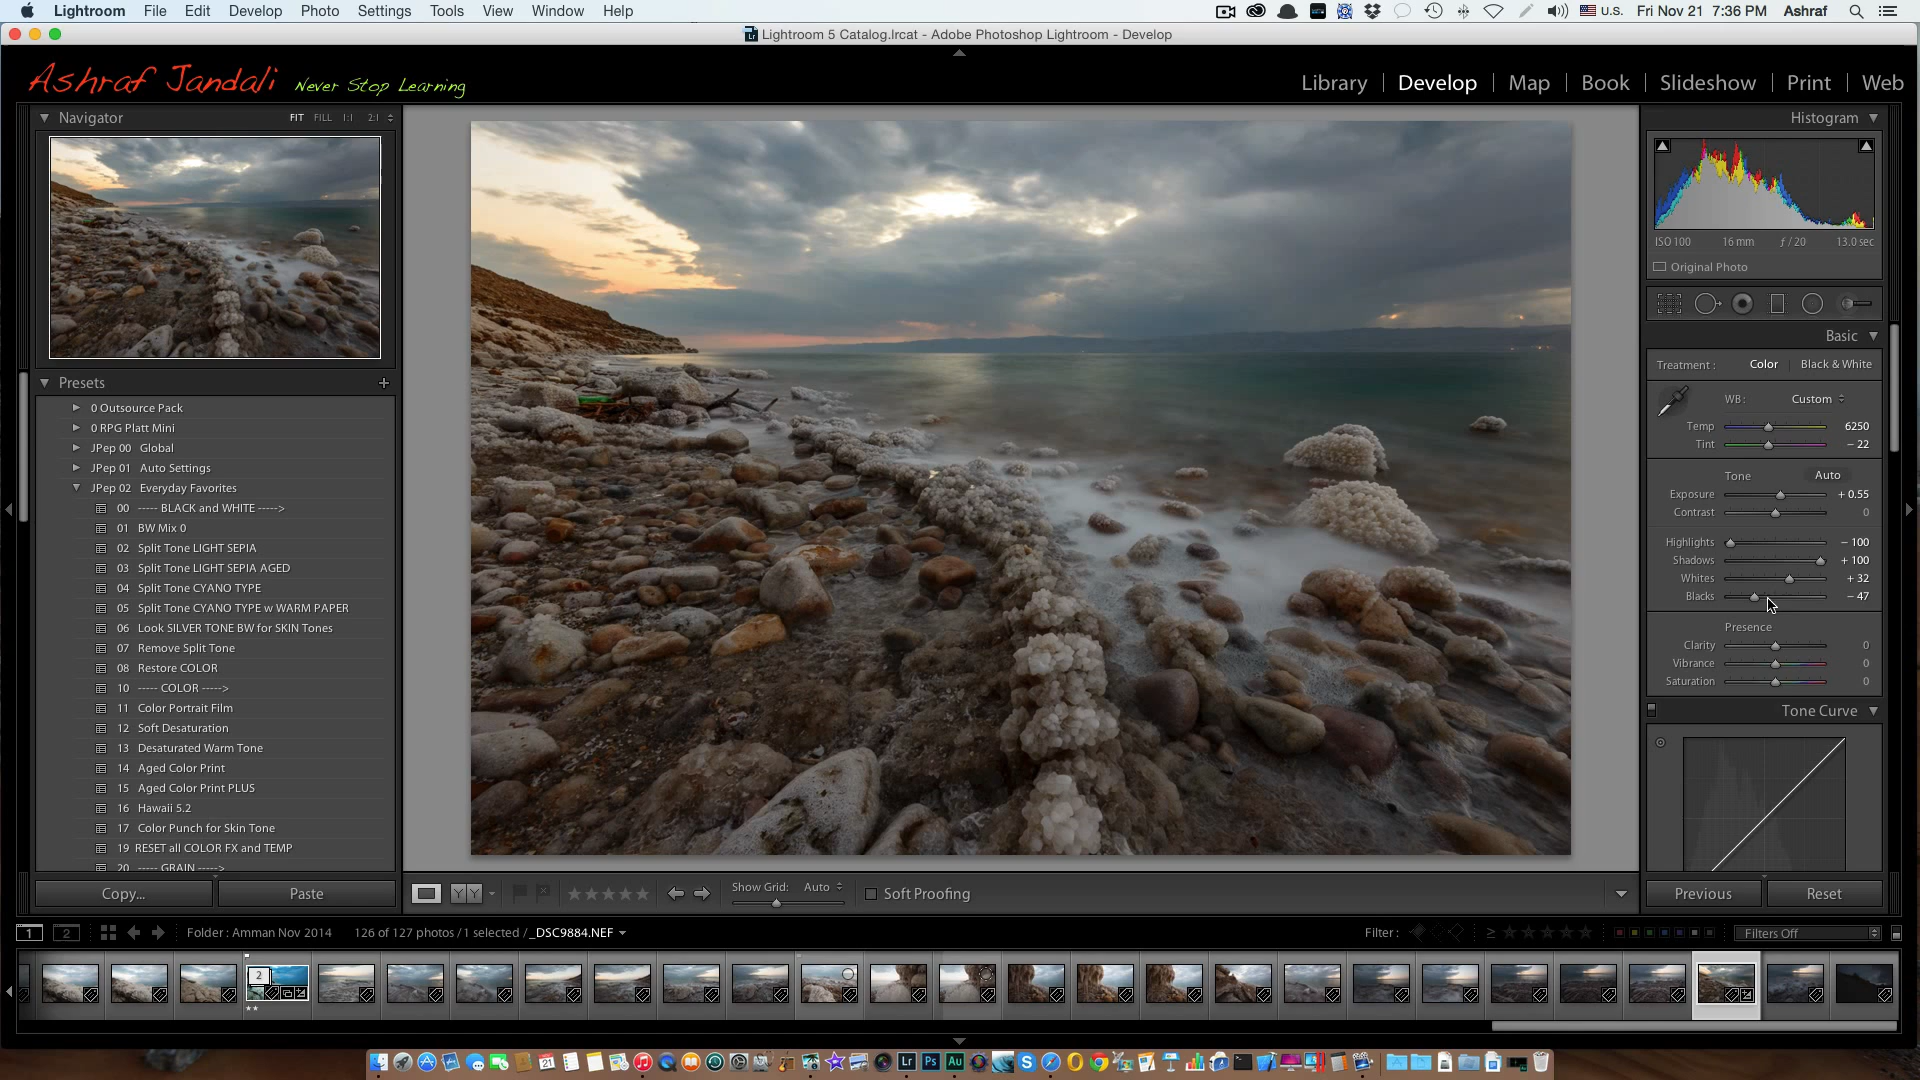 Lightroom File Edit Develop Photo Settings Tools View Window Help U.S. Fri Nov 21 7:36 PM Ashraf
Lightroom 5 Catalog.lrcat - Adobe Photoshop Lightroom - Develop
Ashraf Jandali Never Stop Learning
Library Develop Map Book Slideshow Print Web
Navigator FIT FILL 1:1 2:1
Presets
0 Outsource Pack
0 RPG Platt Mini
JPep 00 Global
JPep 01 Auto Settings
JPep 02 Everyday Favorites
00 ----- BLACK and WHITE ----->
01 BW Mix 0
02 Split Tone LIGHT SEPIA
03 Split Tone LIGHT SEPIA AGED
04 Split Tone CYANO TYPE
05 Split Tone CYANO TYPE w WARM PAPER
06 Look SILVER TONE BW for SKIN Tones
07 Remove Split Tone
08 Restore COLOR
10 ----- COLOR ----->
11 Color Portrait Film
12 Soft Desaturation
13 Desaturated Warm Tone
14 Aged Color Print
15 Aged Color Print PLUS
16 Hawaii 5.2
17 Color Punch for Skin Tone
19 RESET all COLOR FX and TEMP
20 ----- GRAIN ----->
Copy... Paste
Histogram
ISO 100 16 mm f / 20 13.0 sec
Original Photo
Basic
Treatment : Color Black & White
WB : Custom
Temp 6250
Tint – 22
Tone Auto
Exposure + 0.55
Contrast 0
Highlights – 100
Shadows + 100
Whites + 32
Blacks – 47
Presence
Clarity 0
Vibrance 0
Saturation 0
Tone Curve
Previous Reset
Show Grid: Auto Soft Proofing
1 2 Folder : Amman Nov 2014 126 of 127 photos / 1 selected / _DSC9884.NEF Filter : Filters Off
2
Lr Ps Au